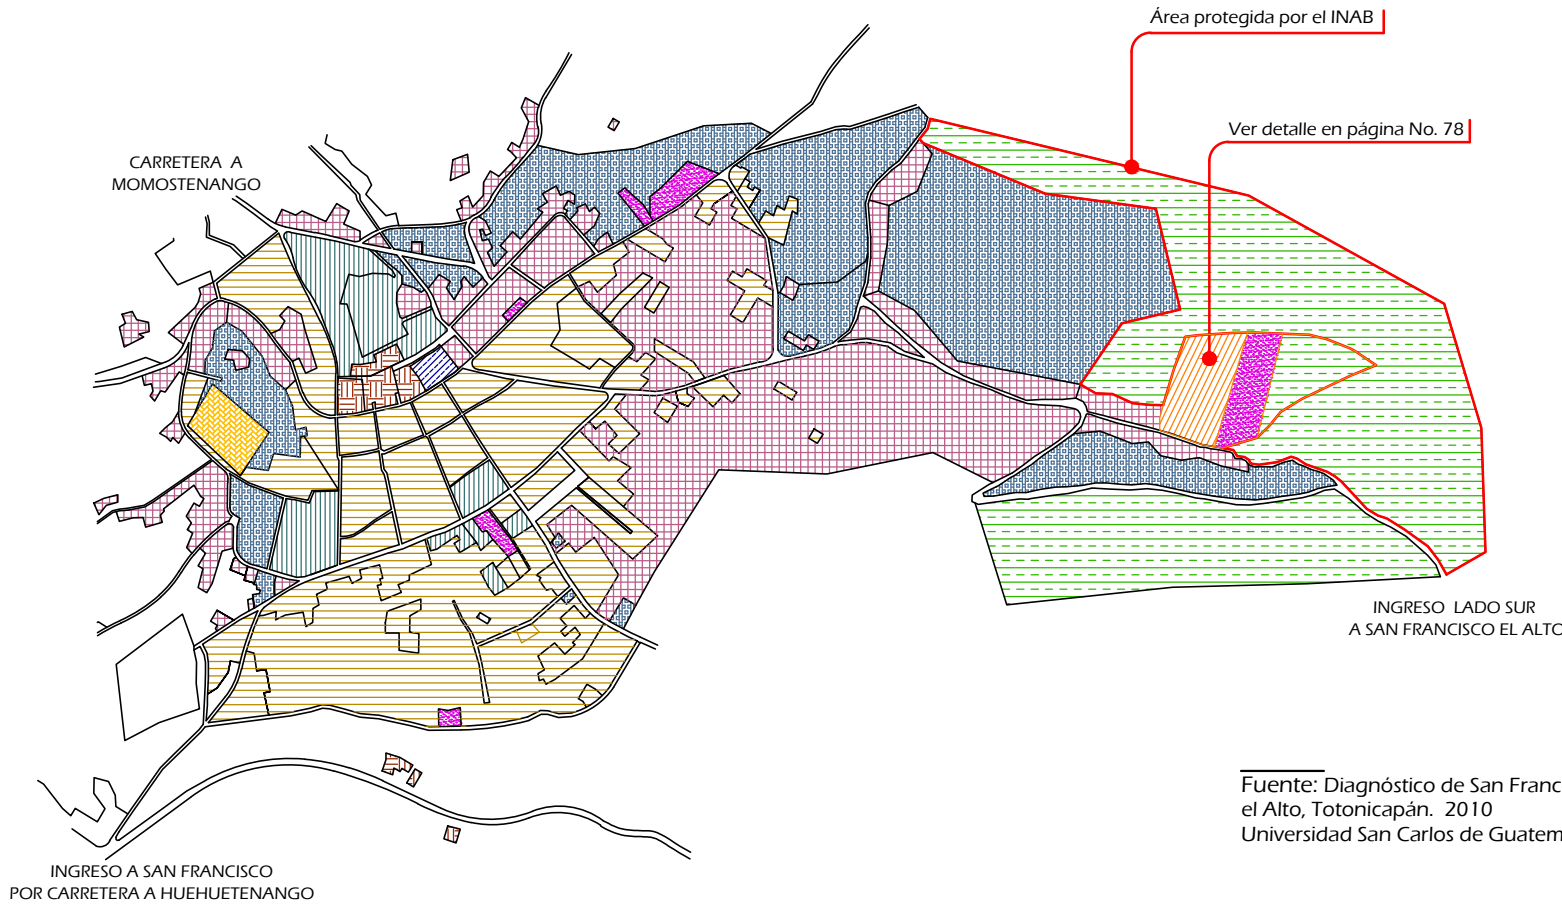 Área protegida por el INAB
Ver detalle en página No. 78
CARRETERA A
MOMOSTENANGO
INGRESO LADO SUR
A SAN FRANCISCO EL ALTO
Fuente: Diagnóstico de San Franc
el Alto, Totonicapán. 2010
Universidad San Carlos de Guatem
INGRESO A SAN FRANCISCO
POR CARRETERA A HUEHUETENANGO